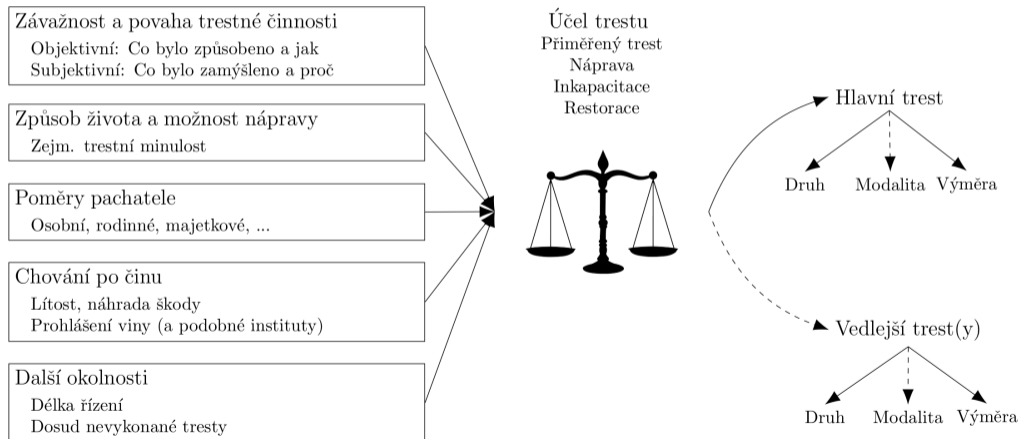 Závažnost a povaha trestné činnosti
Objektivní: Co bylo způsobeno a jak
Subjektivní: Co bylo zamýšleno a proč
Způsob života a možnost nápravy
Zejm. trestní minulost
Poměry pachatele
Osobní, rodinné, majetkové, ...
Chování po činu
Lítost, náhrada škody
Prohlášení viny (a podobné instituty)
Další okolnosti
Délka řízení
Dosud nevykonané tresty
Účel trestu
Přiměřený trest
Náprava
Inkapacitace
Restorace
Hlavní trest
Druh Modalita Výměra
Vedlejší trest(y)
Druh Modalita Výměra